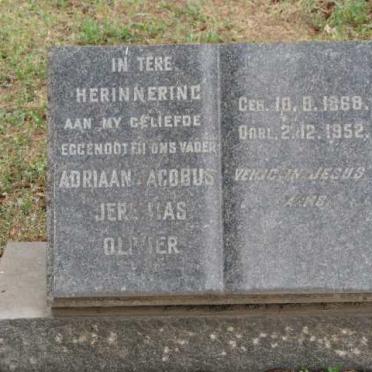 IN TERE
HERINNERING
AAN MY GELIEFDE
EGGENOOT EN ONS VADER
ADRIAAN JACOBUS
JEREMIAS
OLIVIER
GEB. 10. 8. 1868.
OORL. 2. 12. 1952.
VEILIG IN JESUS
ARMS